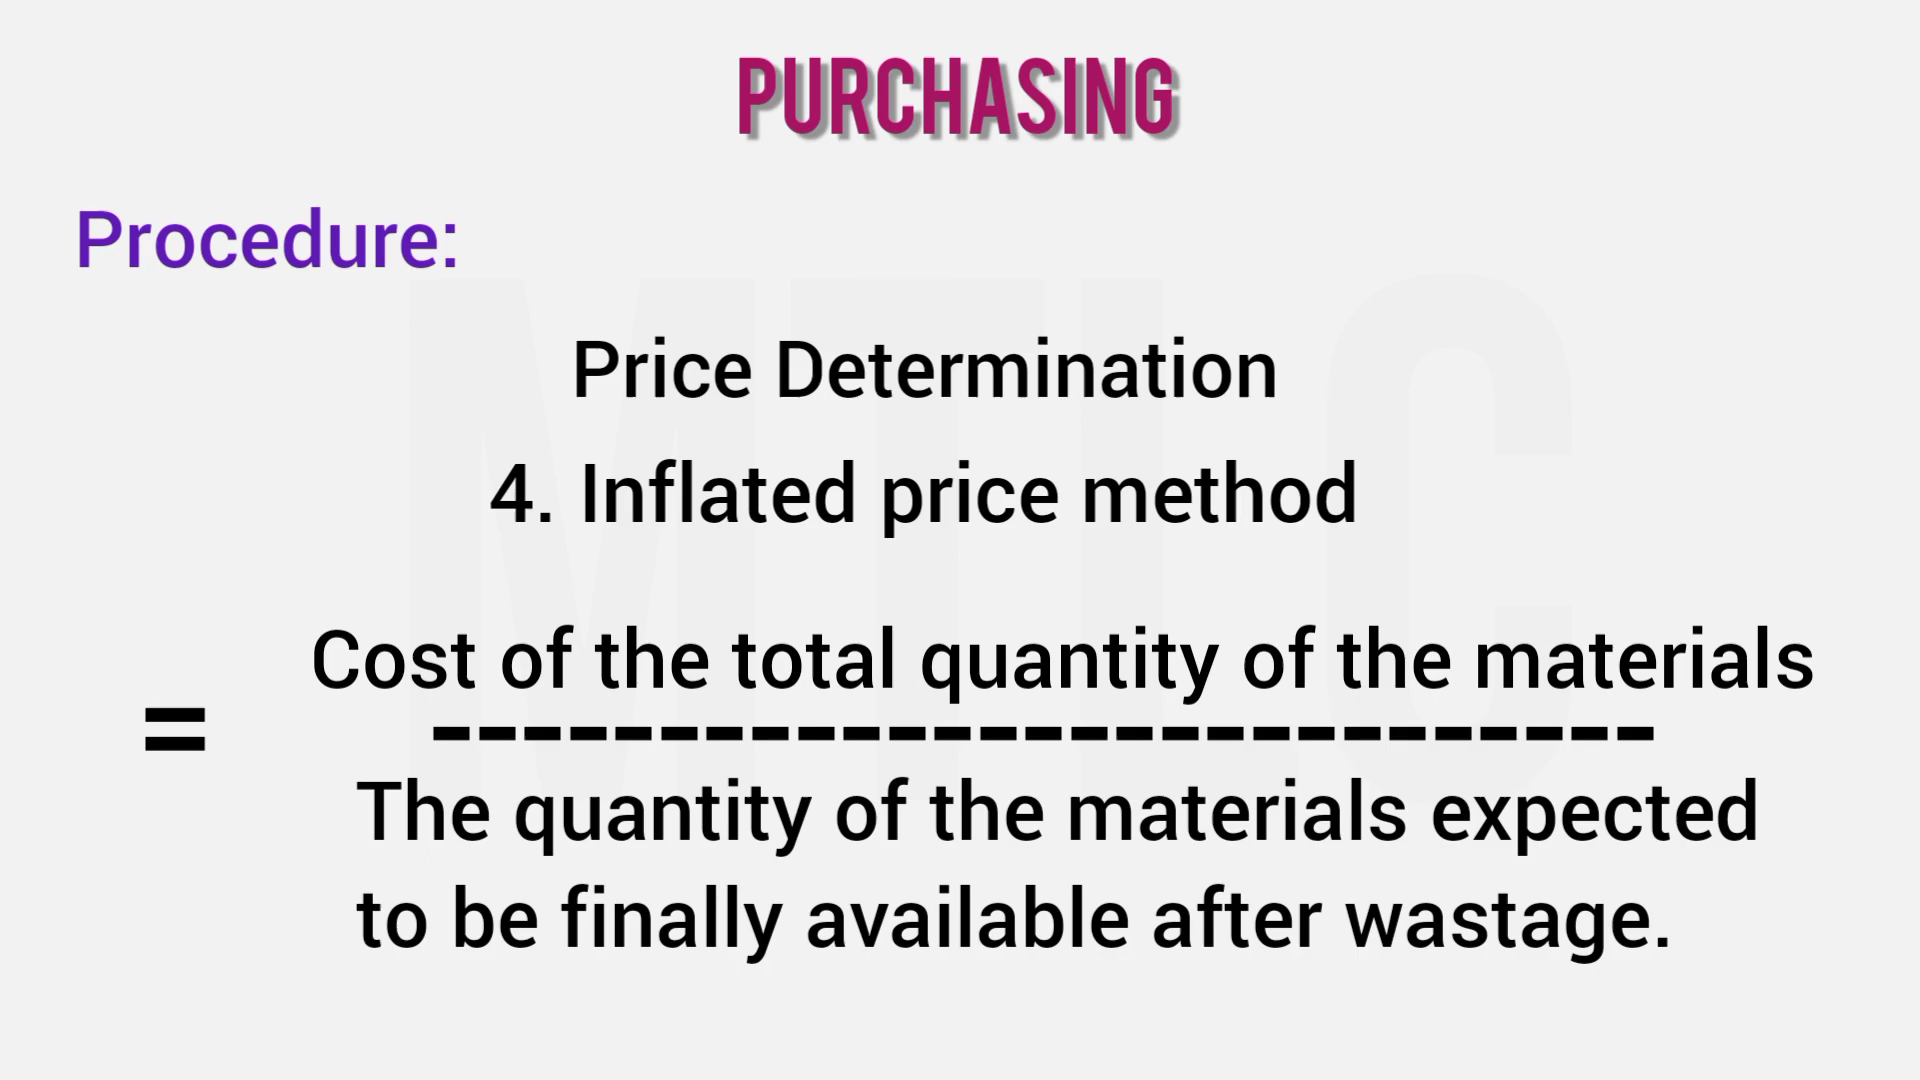 PURCHASING
Procedure:
Price Determination
4. Inflated price method
Cost of the total quantity of the materials
= ---------------------------
The quantity of the materials expected
to be finally available after wastage.
MTLC